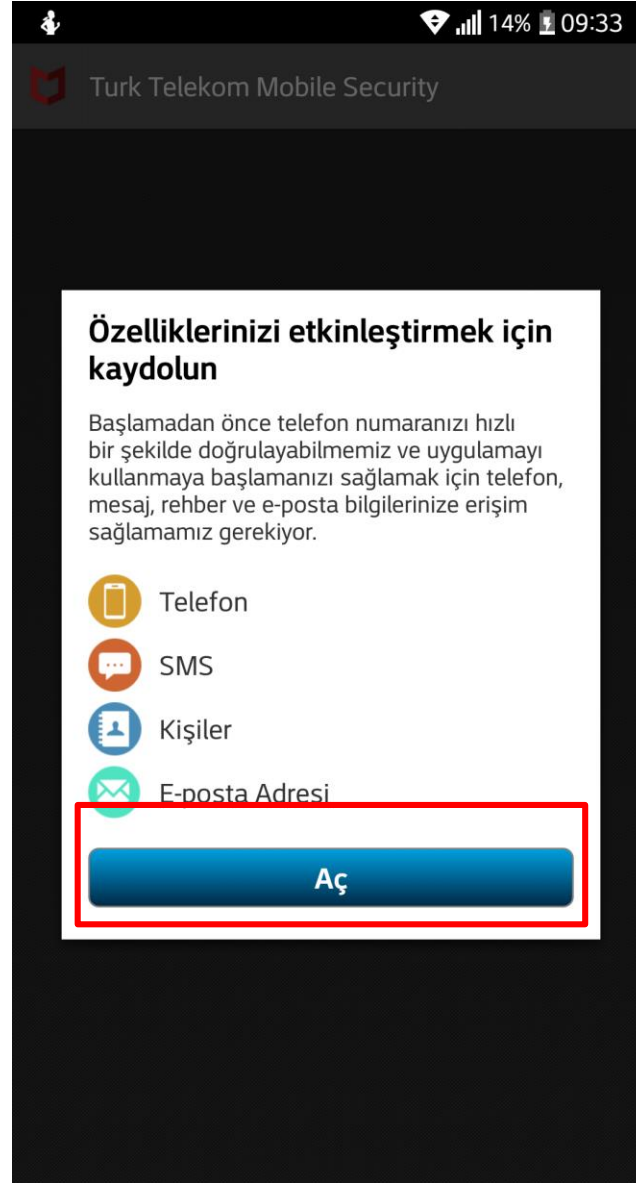 14% 09:33
Turk Telekom Mobile Security
Özelliklerinizi etkinleştirmek için
kaydolun
Başlamadan önce telefon numaranızı hızlı
bir şekilde doğrulayabilmemiz ve uygulamayı
kullanmaya başlamanızı sağlamak için telefon,
mesaj, rehber ve e-posta bilgilerinize erişim
sağlamamız gerekiyor.
Telefon
SMS
Kişiler
E-posta Adresi
Aç